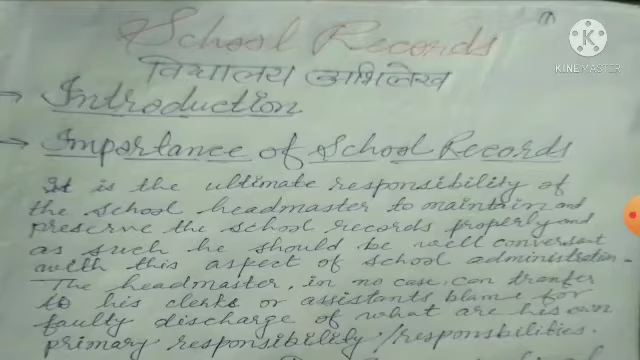 School Records
विद्यालय अभिलेख
→ Introduction
→ Importance of School Records
It is the ultimate responsibility of
the school headmaster to maintain and
preserve the school records properly and
as such he should be well conversant
with this aspect of school administration.
The headmaster, in no case, can tranfer
to his clerks or assistants, blame for
faulty discharge of what are his own
primary responsibility/responsbilities.
KINEMASTER